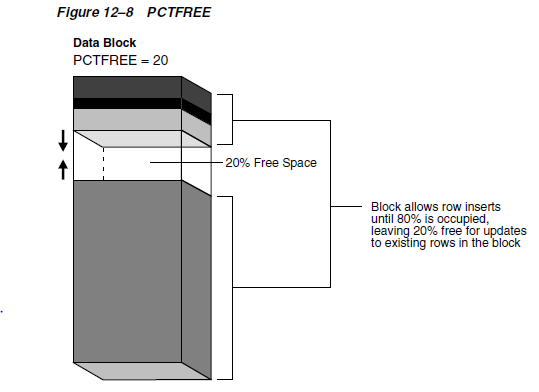 Figure 12–8 PCTFREE
Data Block
PCTFREE = 20
20% Free Space
Block allows row inserts
until 80% is occupied,
leaving 20% free for updates
to existing rows in the block